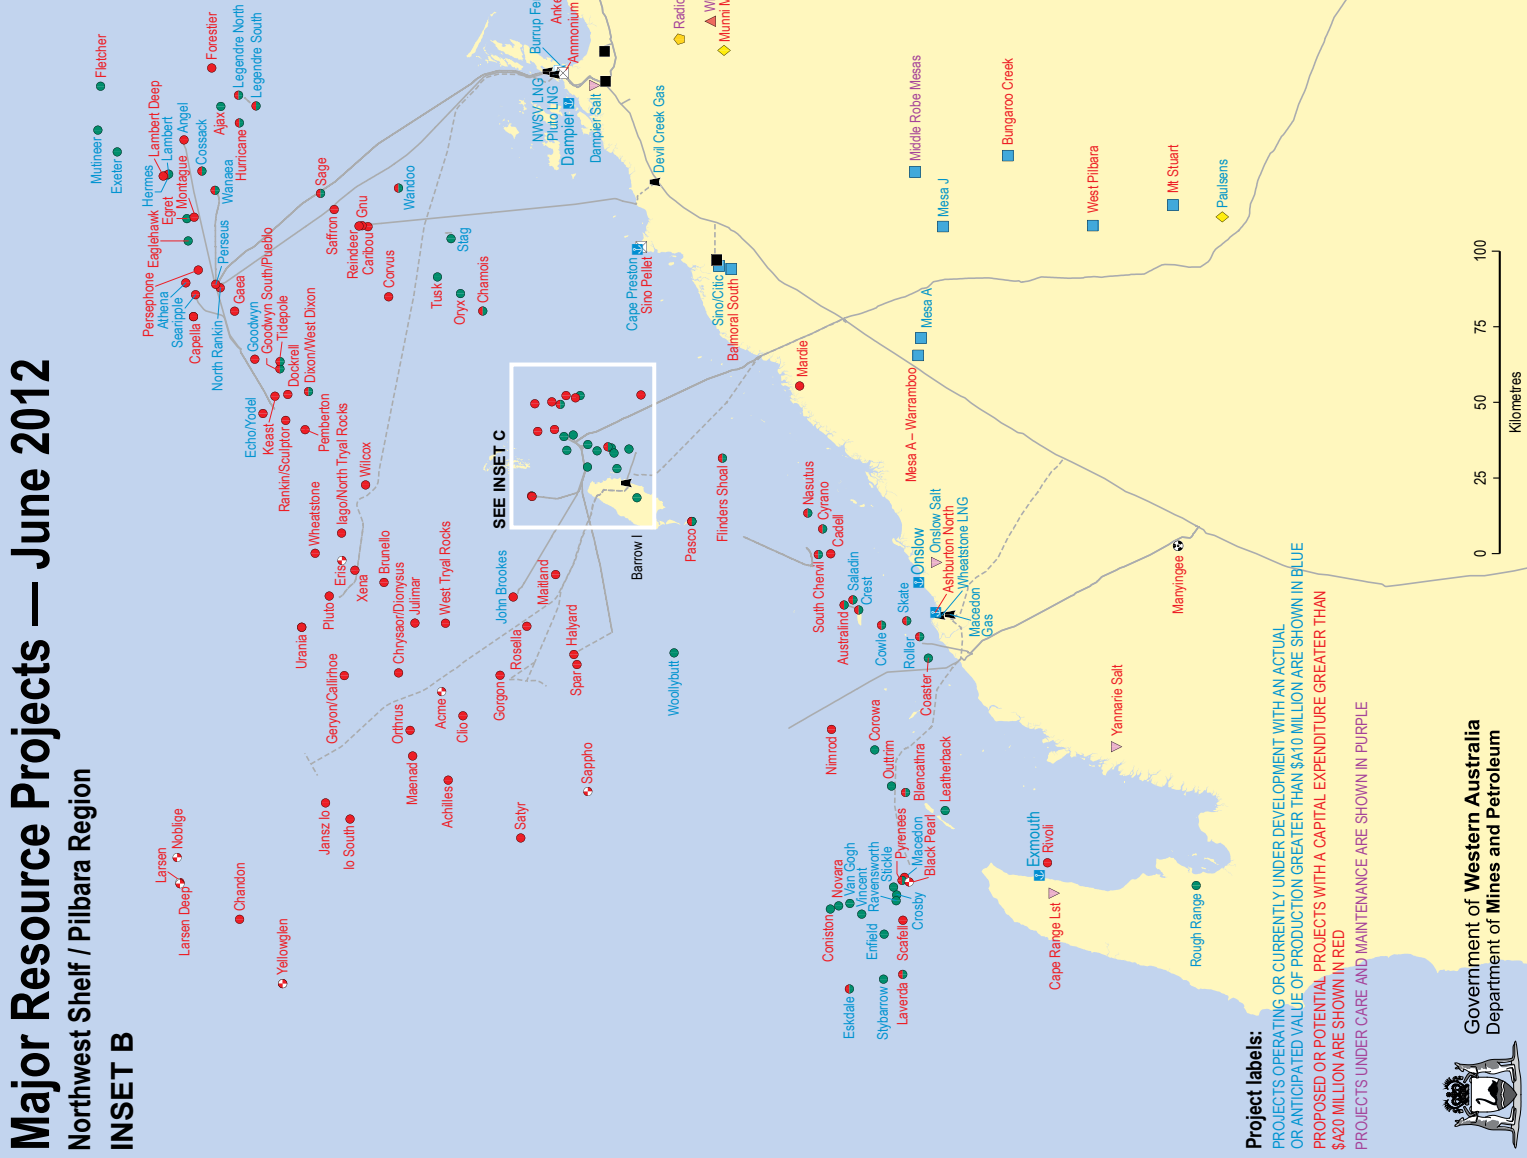 Major Resource Projects — June 2012
Northwest Shelf / Pilbara Region
INSET B
Fletcher
Mutineer
Exeter
Forestier
Legendre North
Legendre South
Lambert Deep
Lambert
Hermes
Angel
Ajax
Cossack
Hurricane
Montague
Egret
Eaglehawk
Wanaea
Persephone
Athena
Searipple
Capella
Perseus
North Rankin
Gaea
Goodwyn
Goodwyn South/Pueblo
Tidepole
Dockrell
Dixon/West Dixon
Echo/Yodel
Keast
Rankin/Sculptor
Pemberton
Iago/North Tryal Rocks
Wilcox
Wheatstone
Sage
Saffron
Reindeer
Caribou
Gnu
Corvus
Wandoo
Stag
Tusk
Oryx
Chamois
Eris
Pluto
Xena
Brunello
Urania
Geryon/Callirhoe
Chrysaor/Dionysus
Julimar
West Tryal Rocks
Orthrus
Maenad
Acme
Clio
Achilles
Jansz Io
Io South
Satyr
Sappho
Larsen
Noblige
Larsen Deep
Chandon
Yellowglen
SEE INSET C
Barrow I
John Brookes
Maitland
Rosella
Gorgon
Halyard
Spar
Woollybutt
Pasco
Flinders Shoal
Burrup Fe
Anke
Ammonium
NWSV LNG
Pluto LNG
Dampier
Dampier Salt
Devil Creek Gas
Radio
W
Munni M
Cape Preston
Sino Pellet
Sino/Citic
Balmoral South
Mardie
Middle Robe Mesas
Mesa J
Bungaroo Creek
West Pilbara
Mt Stuart
Paulsens
Mesa A
Mesa A – Warramboo
Nasutus
Cyrano
Cadell
South Chervil
Saladin
Crest
Australind
Skate
Cowle
Roller
Coaster
Onslow
Onslow Salt
Ashburton North
Wheatstone LNG
Macedon
Gas
Manyingee
Yannarie Salt
Nimrod
Corowa
Outtrim
Blencathra
Leatherback
Pyrenees
Macedon
Black Pearl
Stickle
Ravensworth
Crosby
Novara
Van Gogh
Vincent
Coniston
Enfield
Scafell
Eskdale
Stybarrow
Laverda
Exmouth
Rivoli
Cape Range Lst
Rough Range
Project labels:
PROJECTS OPERATING OR CURRENTLY UNDER DEVELOPMENT WITH AN ACTUAL
OR ANTICIPATED VALUE OF PRODUCTION GREATER THAN $A10 MILLION ARE SHOWN IN BLUE
PROPOSED OR POTENTIAL PROJECTS WITH A CAPITAL EXPENDITURE GREATER THAN
$A20 MILLION ARE SHOWN IN RED
PROJECTS UNDER CARE AND MAINTENANCE ARE SHOWN IN PURPLE
0 25 50 75 100
Kilometres
Government of Western Australia
Department of Mines and Petroleum